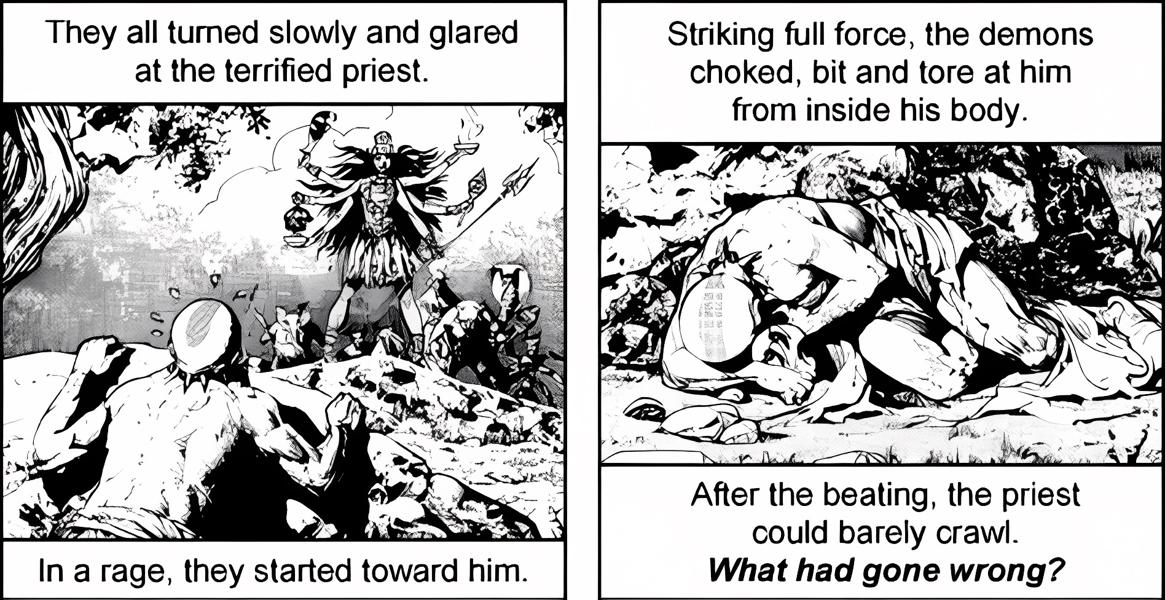 They all turned slowly and glared
at the terrified priest.
In a rage, they started toward him.
Striking full force, the demons
choked, bit and tore at him
from inside his body.
After the beating, the priest
could barely crawl.
What had gone wrong?